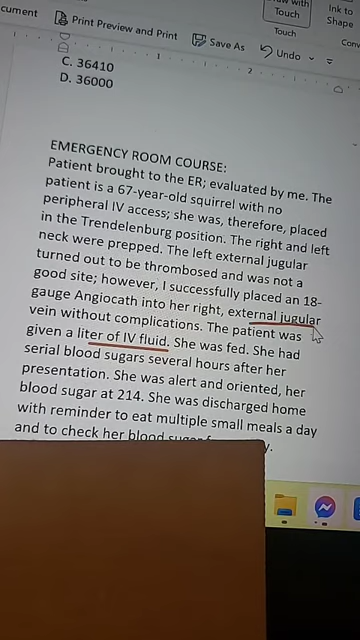 cument
Print Preview and Print
Save As
Undo
Draw with
Touch
Touch
Ink to
Shape
1
2
C. 36410
D. 36000
EMERGENCY ROOM COURSE:
Patient brought to the ER; evaluated by me. The
patient is a 67-year-old squirrel with no
peripheral IV access; she was, therefore, placed
in the Trendelenburg position. The right and left
neck were prepped. The left external jugular
turned out to be thrombosed and was not a
good site; however, I successfully placed an 18-
gauge Angiocath into her right, external jugular
vein without complications. The patient was
given a liter of IV fluid. She was fed. She had
serial blood sugars several hours after her
presentation. She was alert and oriented, her
blood sugar at 214. She was discharged home
with reminder to eat multiple small meals a day
and to check her blood sugar